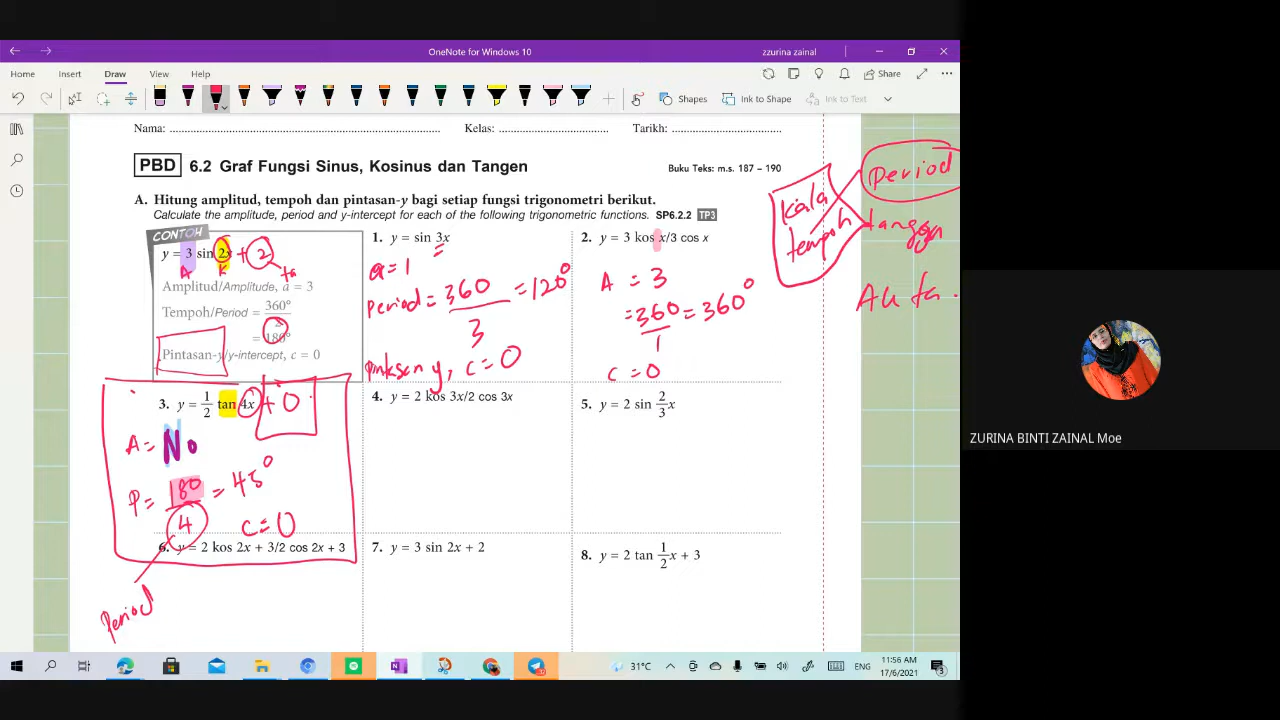 OneNote for Windows 10
zzurina zainal
Home Insert Draw View Help
Share
Shapes Ink to Shape Ink to Text
Nama: Kelas: Tarikh:
PBD 6.2 Graf Fungsi Sinus, Kosinus dan Tangen Buku Teks: m.s. 187 – 190
A. Hitung amplitud, tempoh dan pintasan-y bagi setiap fungsi trigonometri berikut.
Calculate the amplitude, period and y-intercept for each of the following trigonometric functions. SP6.2.2 TP3
CONTOH
y = 3 sin 2x + 2
A K
Amplitud/Amplitude, a = 3
Tempoh/Period = 360°
= 180°
Pintasan-y/y-intercept, c = 0
1. y = sin 3x
a = 1
period = 360/3 = 120°
c = 0
2. y = 3 kos x/3 cos x
A = 3
= 360/1 = 360°
c = 0
kala
tempoh
Period
3. y = 1/2 tan 4x + 0
A = No
P = 180/4 = 45°
c = 0
Period
4. y = 2 kos 3x/2 cos 3x
5. y = 2 sin 2/3 x
6. y = 2 kos 2x + 3/2 cos 2x + 3
7. y = 3 sin 2x + 2
8. y = 2 tan 1/2 x + 3
ZURINA BINTI ZAINAL Moe
31°C ENG
11:56 AM
17/6/2021